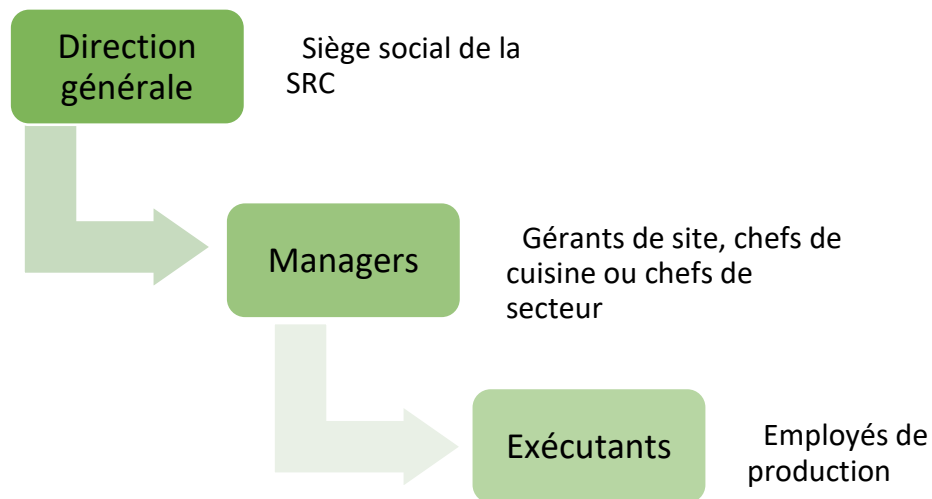 Direction
générale
Siège social de la
SRC
Managers
Gérants de site, chefs de
cuisine ou chefs de
secteur
Exécutants
Employés de
production